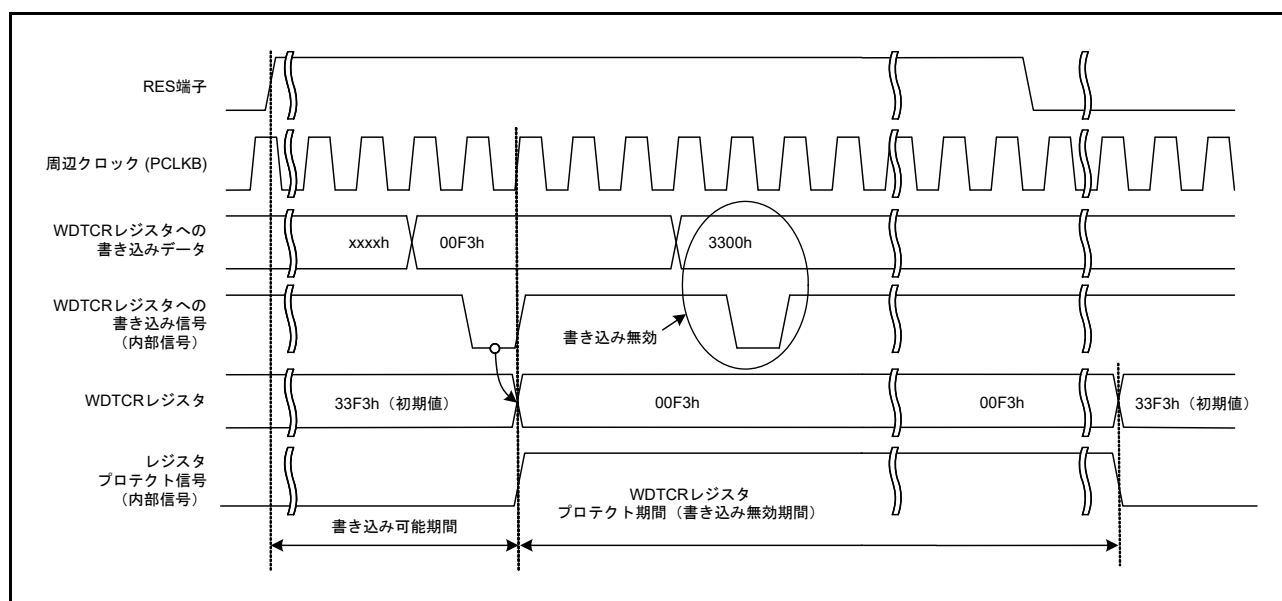 RES端子
周辺クロック (PCLKB)
WDTCRレジスタへの
書き込みデータ
xxxxh
00F3h
3300h
WDTCRレジスタへの
書き込み信号
（内部信号）
書き込み無効
WDTCRレジスタ
33F3h（初期値）
00F3h
00F3h
33F3h（初期値）
レジスタ
プロテクト信号
（内部信号）
WDTCRレジスタ
プロテクト期間（書き込み無効期間）
書き込み可能期間